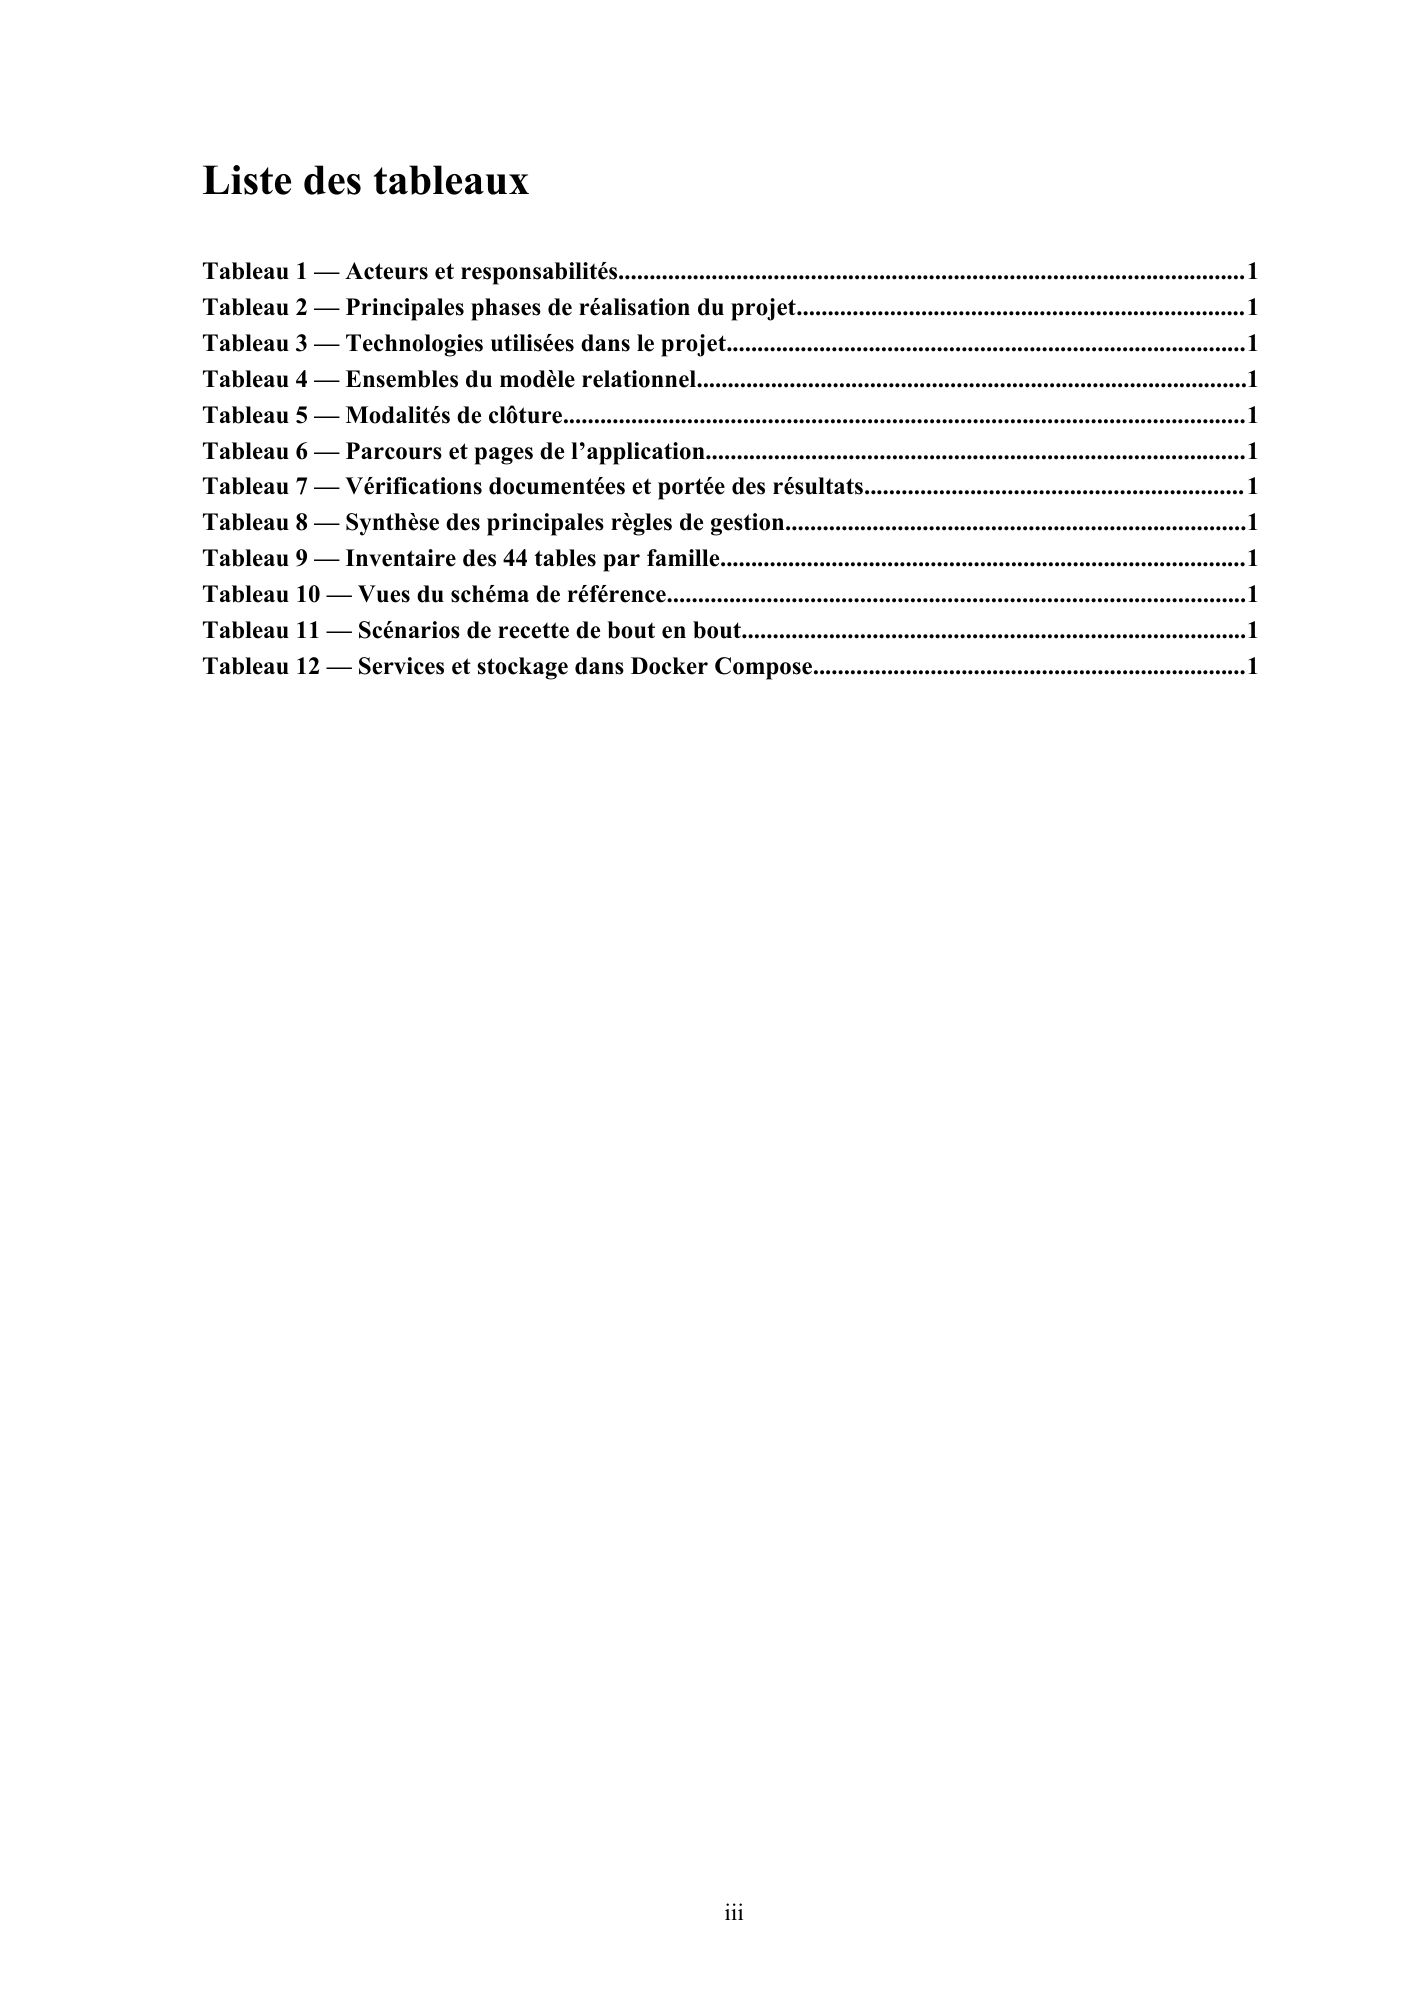 Liste des tableaux
Tableau 1 — Acteurs et responsabilités....................................................................................................1
Tableau 2 — Principales phases de réalisation du projet........................................................................1
Tableau 3 — Technologies utilisées dans le projet...................................................................................1
Tableau 4 — Ensembles du modèle relationnel........................................................................................1
Tableau 5 — Modalités de clôture.............................................................................................................1
Tableau 6 — Parcours et pages de l’application......................................................................................1
Tableau 7 — Vérifications documentées et portée des résultats.............................................................1
Tableau 8 — Synthèse des principales règles de gestion..........................................................................1
Tableau 9 — Inventaire des 44 tables par famille....................................................................................1
Tableau 10 — Vues du schéma de référence.............................................................................................1
Tableau 11 — Scénarios de recette de bout en bout.................................................................................1
Tableau 12 — Services et stockage dans Docker Compose.....................................................................1
iii